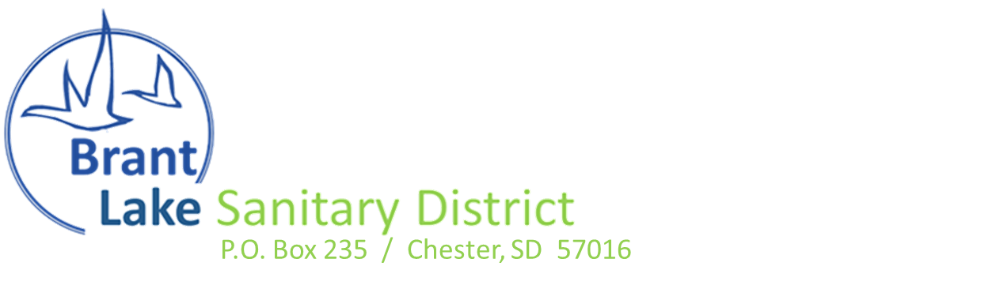 Brant
Lake Sanitary District
P.O. Box 235 / Chester, SD 57016